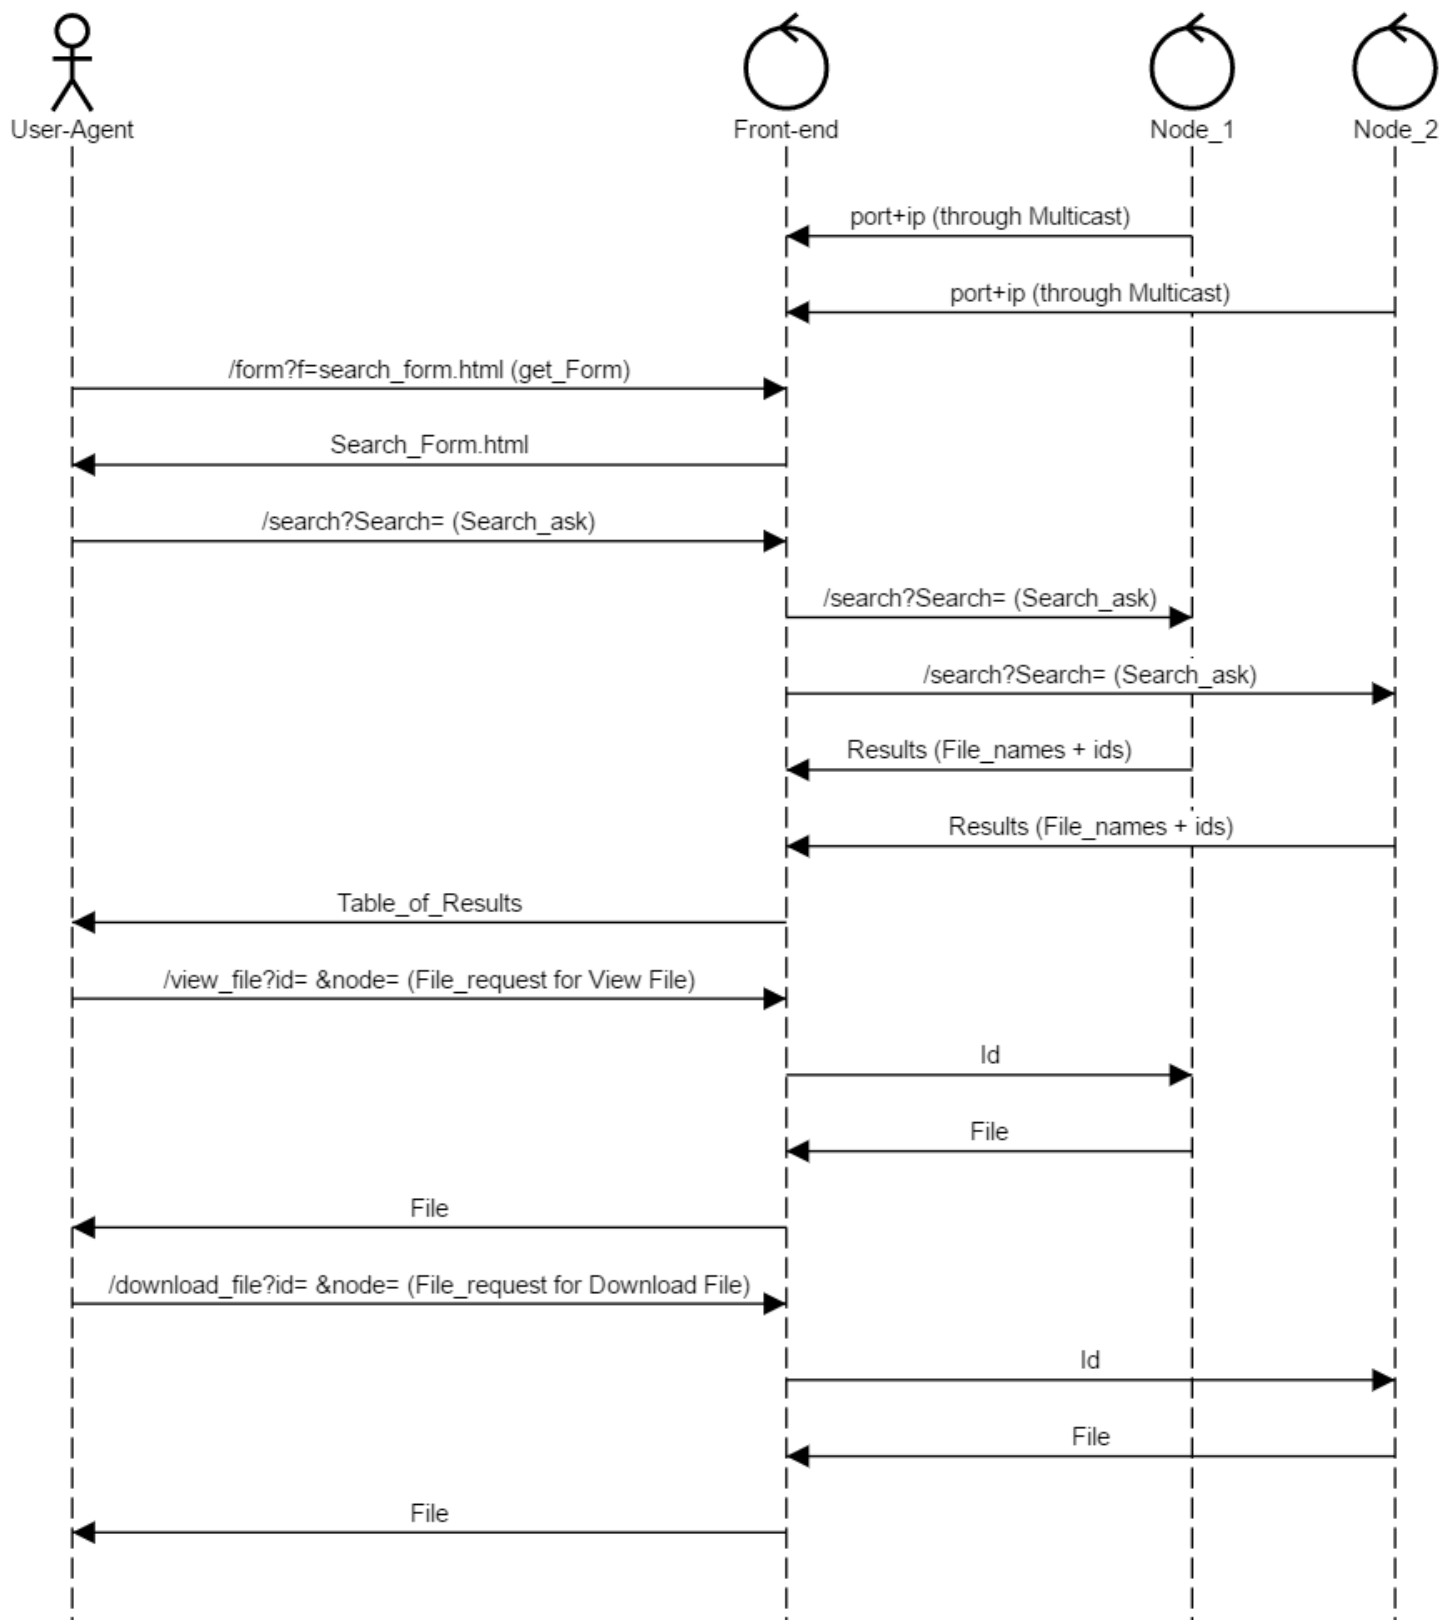 User-Agent
Front-end
Node_1
Node_2
port+ip (through Multicast)
port+ip (through Multicast)
/form?f=search_form.html (get_Form)
Search_Form.html
/search?Search= (Search_ask)
/search?Search= (Search_ask)
/search?Search= (Search_ask)
Results (File_names + ids)
Results (File_names + ids)
Table_of_Results
/view_file?id= &node= (File_request for View File)
Id
File
File
/download_file?id= &node= (File_request for Download File)
Id
File
File